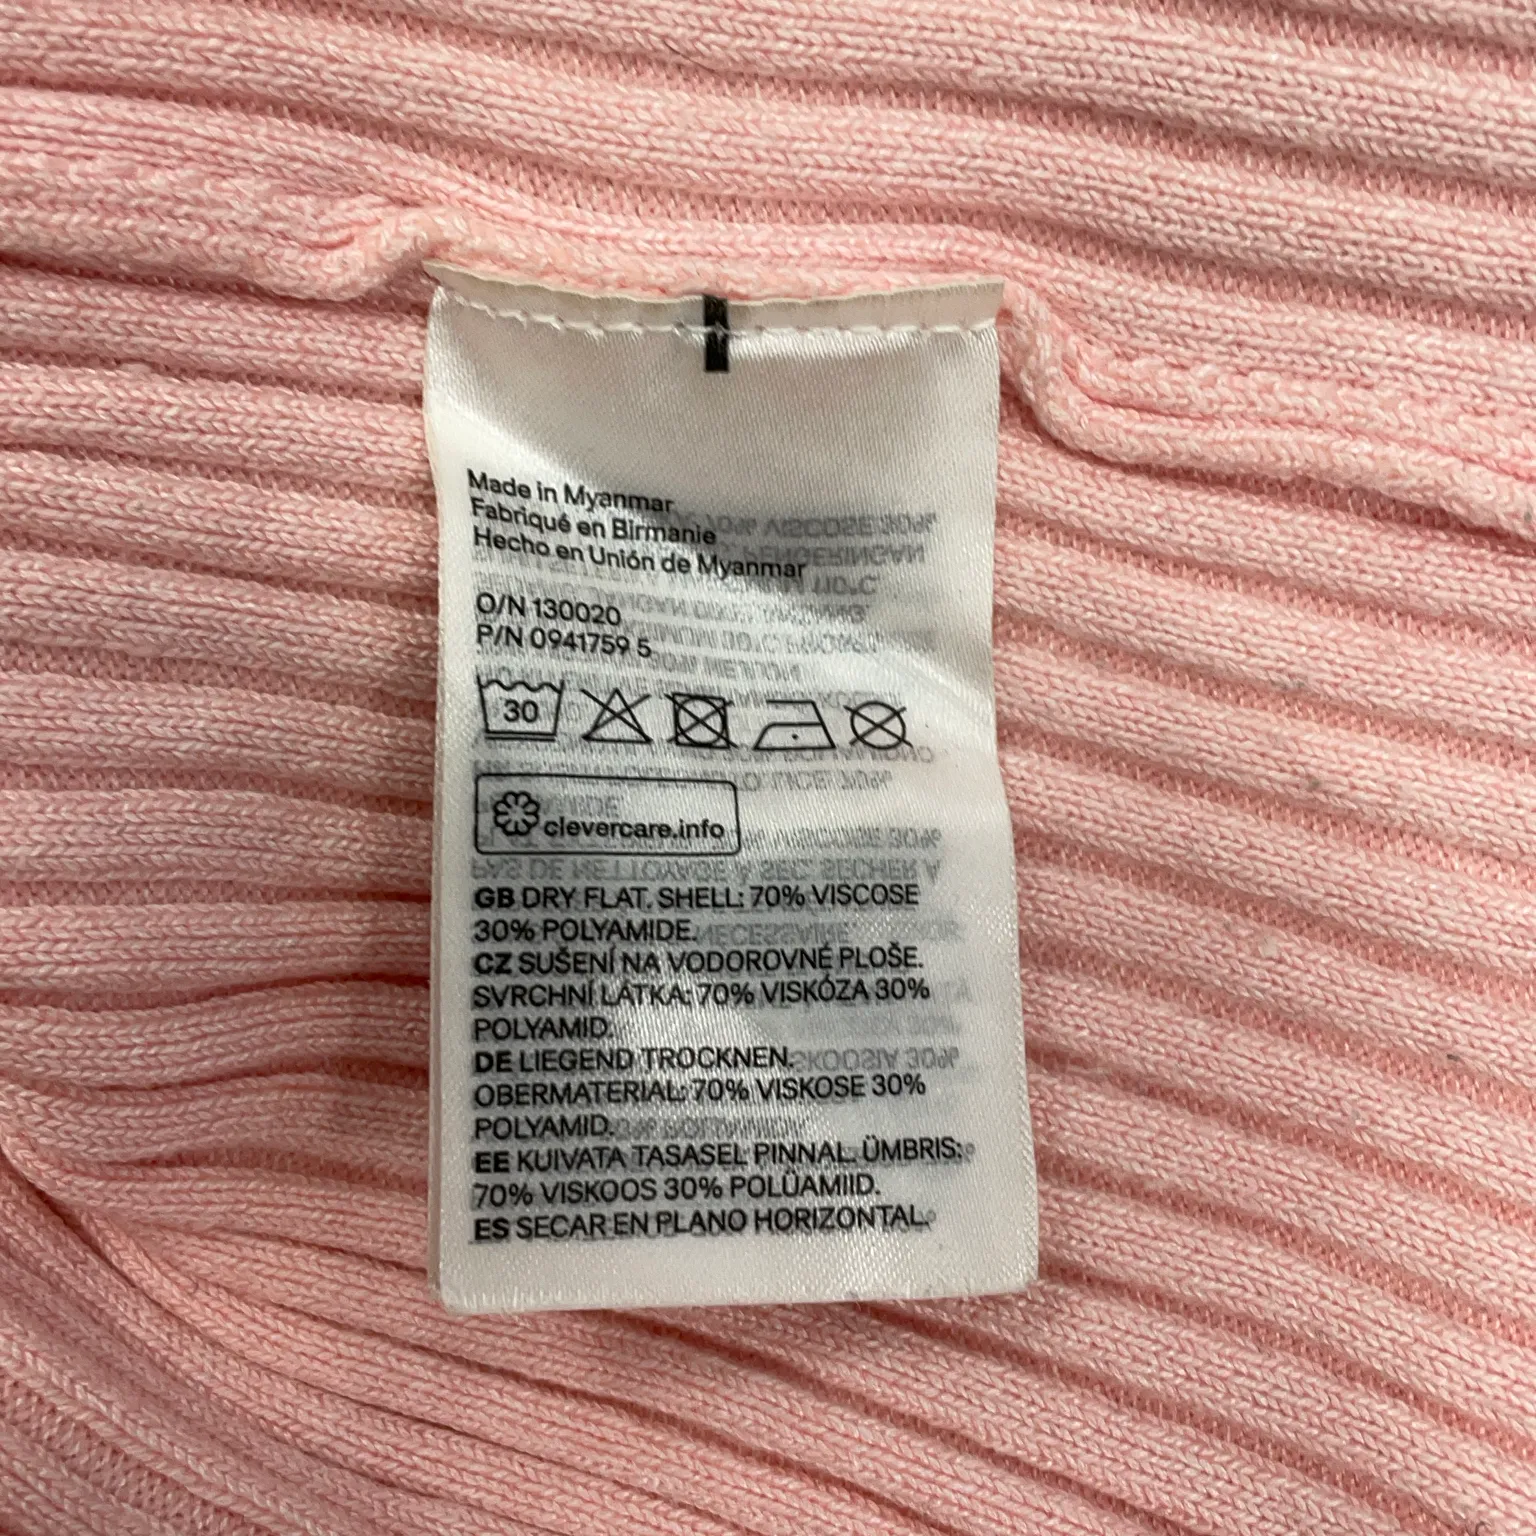 Made in Myanmar
Fabriqué en Birmanie
Hecho en Unión de Myanmar
O/N 130020
P/N 0941759 5
30
clevercare.info
GB DRY FLAT. SHELL: 70% VISCOSE
30% POLYAMIDE.
CZ SUŠENÍ NA VODOROVNÉ PLOŠE.
SVRCHNÍ LÁTKA: 70% VISKÓZA 30%
POLYAMID.
DE LIEGEND TROCKNEN.
OBERMATERIAL: 70% VISKOSE 30%
POLYAMID.
EE KUIVATA TASASEL PINNAL. ÜMBRIS:
70% VISKOOS 30% POLÜAMIID.
ES SECAR EN PLANO HORIZONTAL.